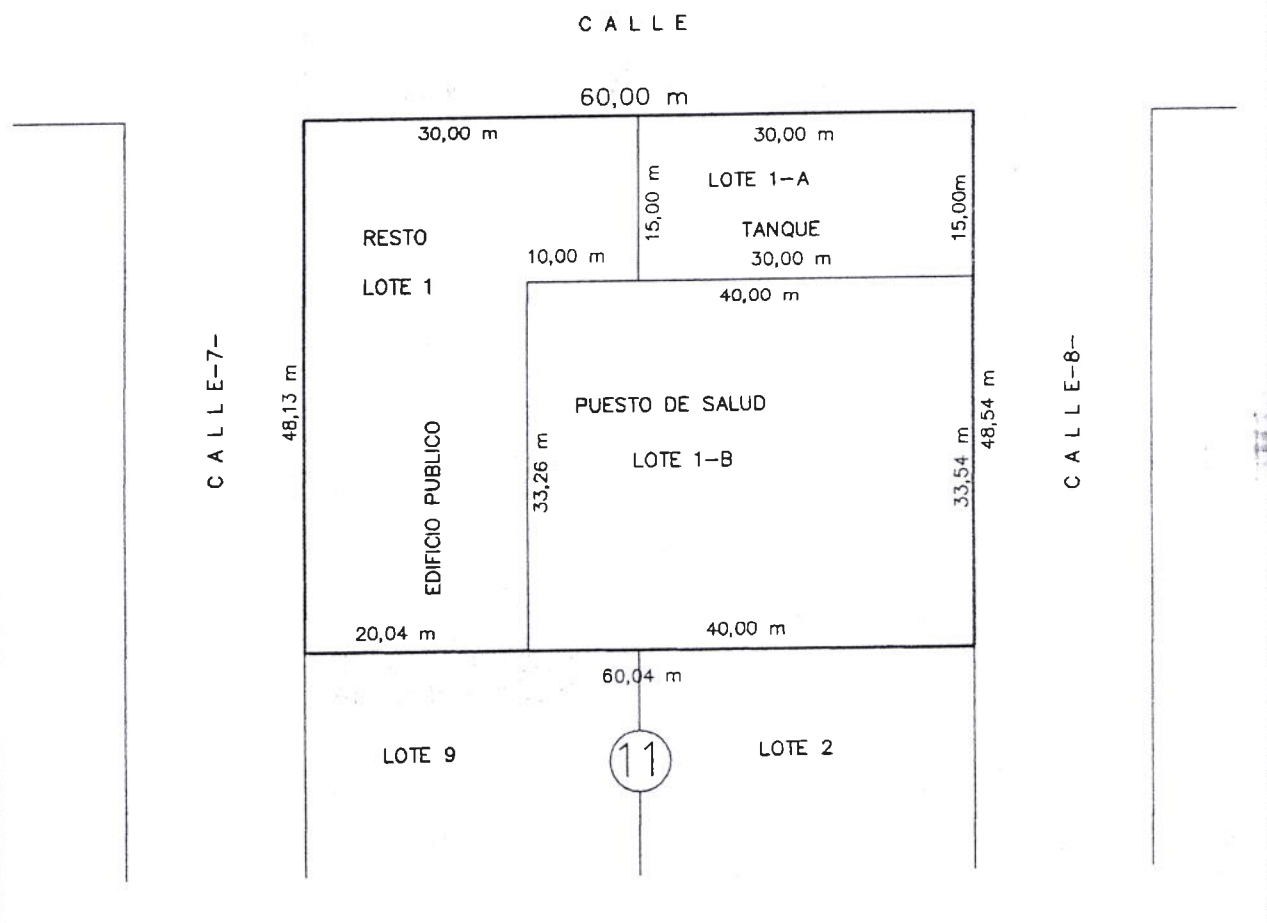 CALLE
60,00 m
30,00 m
30,00 m
15,00 m
LOTE 1-A
15,00m
TANQUE
30,00 m
RESTO
LOTE 1
10,00 m
40,00 m
CALLE-7-
48,13 m
EDIFICIO PUBLICO
33,26 m
PUESTO DE SALUD
LOTE 1-B
33,54 m
48,54 m
CALLE-8-
20,04 m
40,00 m
60,04 m
LOTE 9
11
LOTE 2